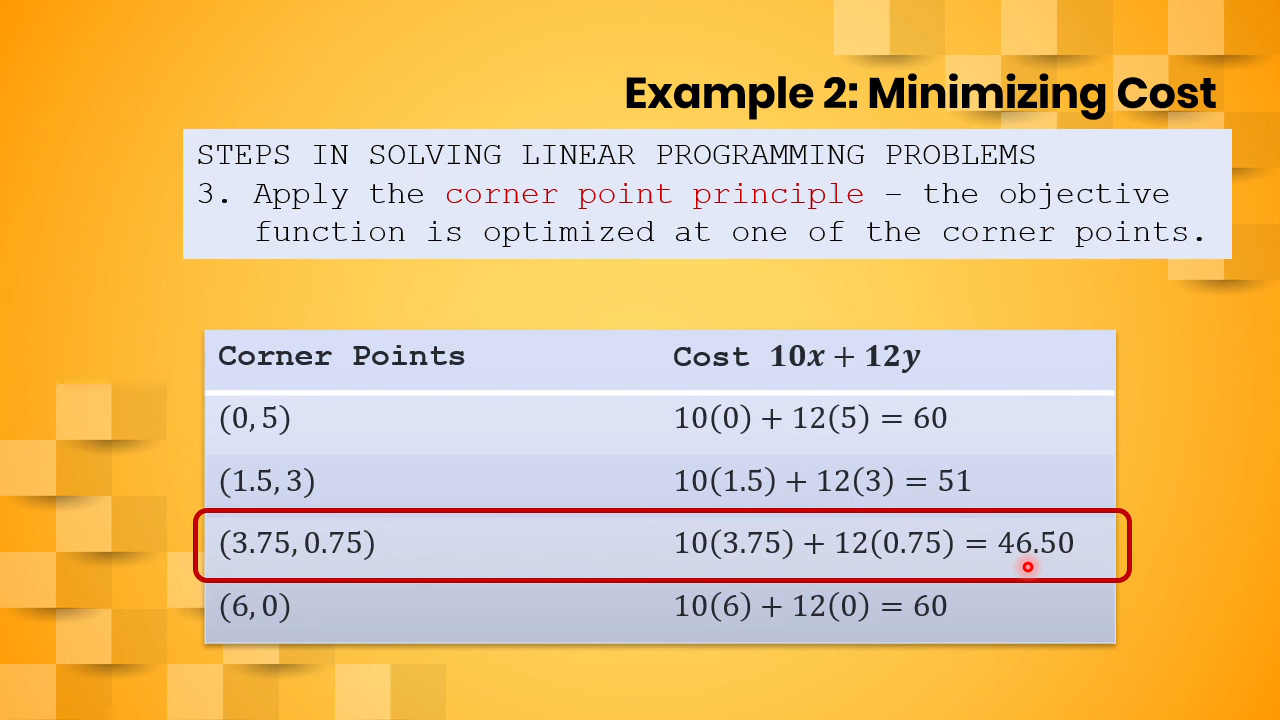 Example 2: Minimizing Cost
STEPS IN SOLVING LINEAR PROGRAMMING PROBLEMS
3. Apply the corner point principle – the objective
function is optimized at one of the corner points.
Corner Points Cost 10x + 12y
(0, 5) 10(0) + 12(5) = 60
(1.5, 3) 10(1.5) + 12(3) = 51
(3.75, 0.75) 10(3.75) + 12(0.75) = 46.50
(6, 0) 10(6) + 12(0) = 60